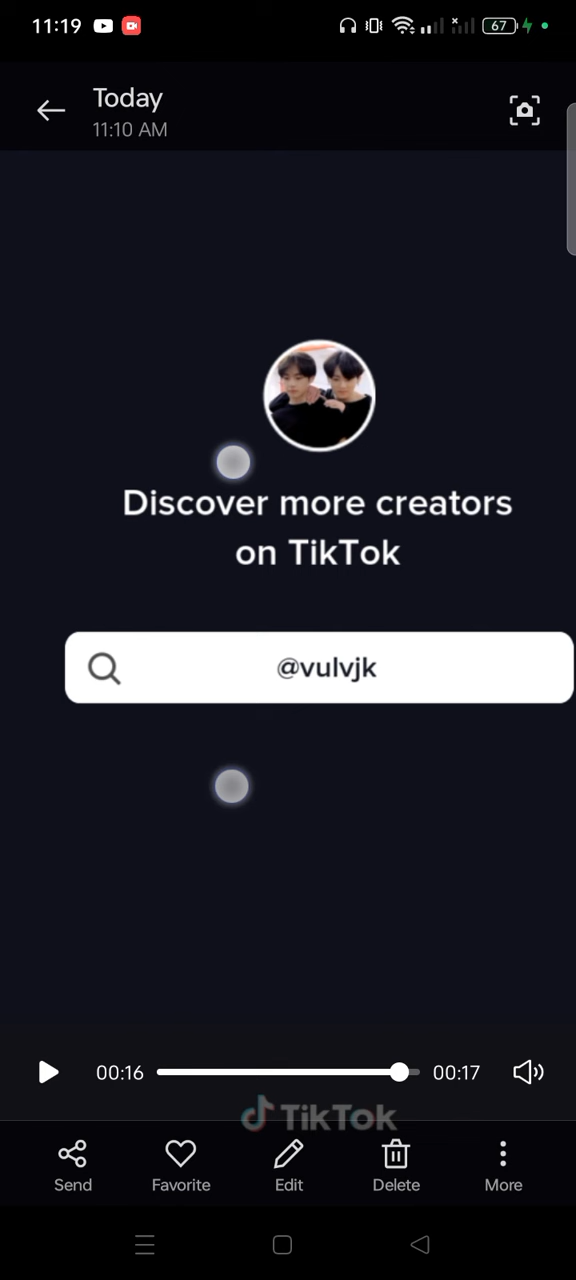 11:19
67
Today
11:10 AM
Discover more creators
on TikTok
@vulvjk
00:16
00:17
TikTok
Send
Favorite
Edit
Delete
More